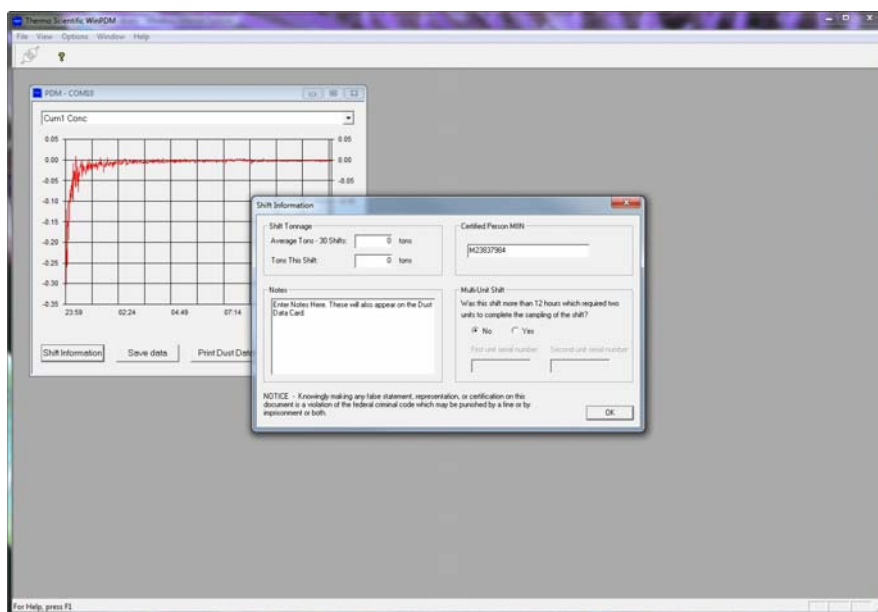 Thermo Scientific WinPDM
File View Options Window Help
PDM - COM38
Cum1 Conc
0.05
0.00
-0.05
-0.10
-0.15
-0.20
-0.25
-0.30
-0.35
0.05
0.00
-0.05
23:59 02:24 04:49 07:14
Shift Information Save data Print Dust Data
Shift Information
Shift Tonnage
Average Tons - 30 Shifts: 0 tons
Tons This Shift: 0 tons
Certified Person MIIN
M23837984
Notes
Enter Notes Here. These will also appear on the Dust
Data Card.
Multi-Unit Shift
Was this shift more than 12 hours which required two
units to complete the sampling of the shift?
No Yes
First unit serial number Second unit serial number
NOTICE - Knowingly making any false statement, representation, or certification on this
document is a violation of the federal criminal code which may be punished by a fine or by
imprisonment or both.
OK
For Help, press F1